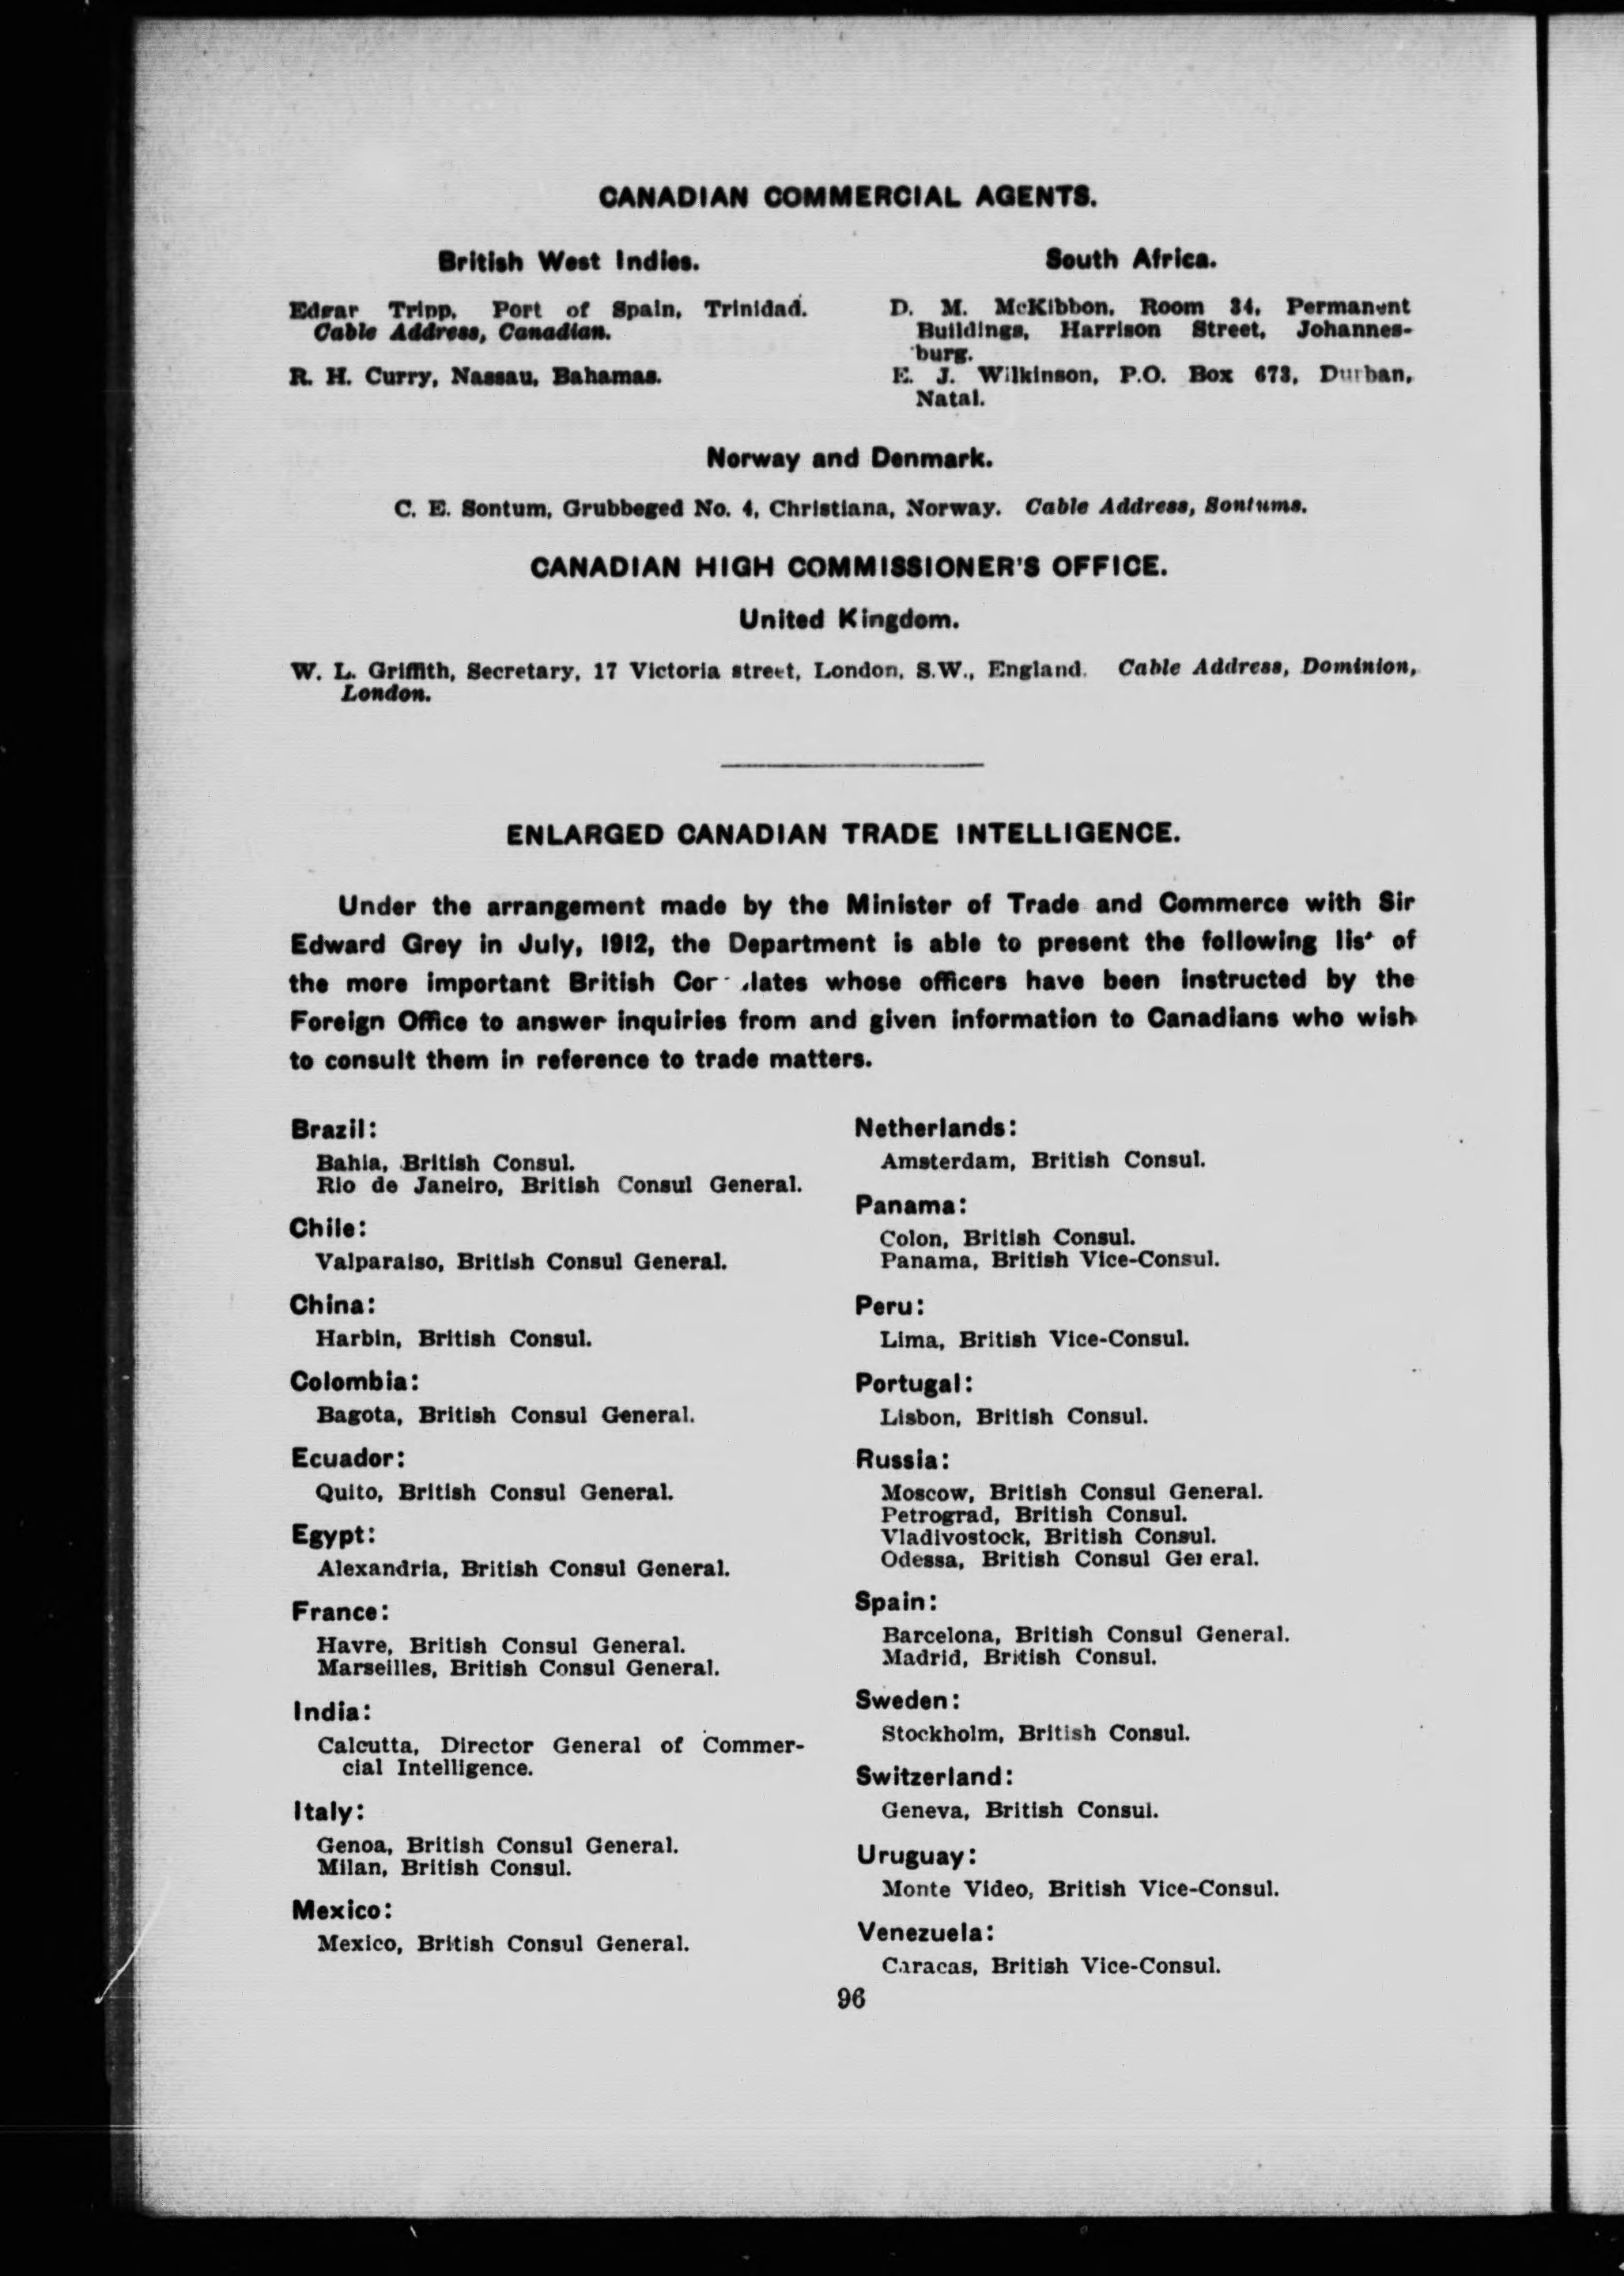 CANADIAN COMMERCIAL AGENTS.
British West Indies.
Edgar Tripp, Port of Spain, Trinidad.
Cable Address, Canadian.
R. H. Curry, Nassau, Bahamas.
South Africa.
D. M. McKibbon, Room 34, Permanent
Buildings, Harrison Street, Johannes-
burg.
E. J. Wilkinson, P.O. Box 673, Durban,
Natal.
Norway and Denmark.
C. E. Sontum, Grubbeged No. 4, Christiana, Norway. Cable Address, Sontums.
CANADIAN HIGH COMMISSIONER'S OFFICE.
United Kingdom.
W. L. Griffith, Secretary, 17 Victoria street, London, S.W., England. Cable Address, Dominion,
London.
ENLARGED CANADIAN TRADE INTELLIGENCE.
Under the arrangement made by the Minister of Trade and Commerce with Sir
Edward Grey in July, 1912, the Department is able to present the following list of
the more important British whose officers have been instructed by the
Foreign Office to answer inquiries from and given information to Canadians who wish
to consult them in reference to trade matters.
Brazil:
Bahia, British Consul.
Rio de Janeiro, British Consul General.
Chile:
Valparaiso, British Consul General.
China:
Harbin, British Consul.
Colombia:
Bagota, British Consul General.
Ecuador:
Quito, British Consul General.
Egypt:
Alexandria, British Consul General.
France:
Havre, British Consul General.
Marseilles, British Consul General.
India:
Calcutta, Director General of Commer-
cial Intelligence.
Italy:
Genoa, British Consul General.
Milan, British Consul.
Mexico:
Mexico, British Consul General.
Netherlands:
Amsterdam, British Consul.
Panama:
Colon, British Consul.
Panama, British Vice-Consul.
Peru:
Lima, British Vice-Consul.
Portugal:
Lisbon, British Consul.
Russia:
Moscow, British Consul General.
Petrograd, British Consul.
Vladivostock, British Consul.
Odessa, British Consul General.
Spain:
Barcelona, British Consul General.
Madrid, British Consul.
Sweden:
Stockholm, British Consul.
Switzerland:
Geneva, British Consul.
Uruguay:
Monte Video, British Vice-Consul.
Venezuela:
Caracas, British Vice-Consul.
96